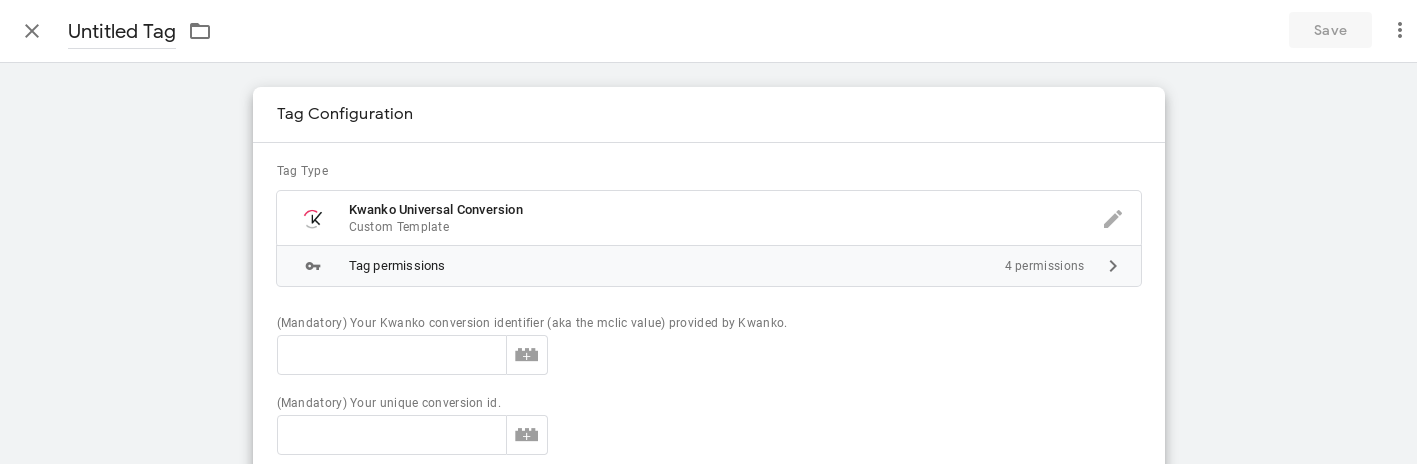 Untitled Tag
Save
Tag Configuration
Tag Type
Kwanko Universal Conversion
Custom Template
Tag permissions
4 permissions
(Mandatory) Your Kwanko conversion identifier (aka the mclic value) provided by Kwanko.
(Mandatory) Your unique conversion id.